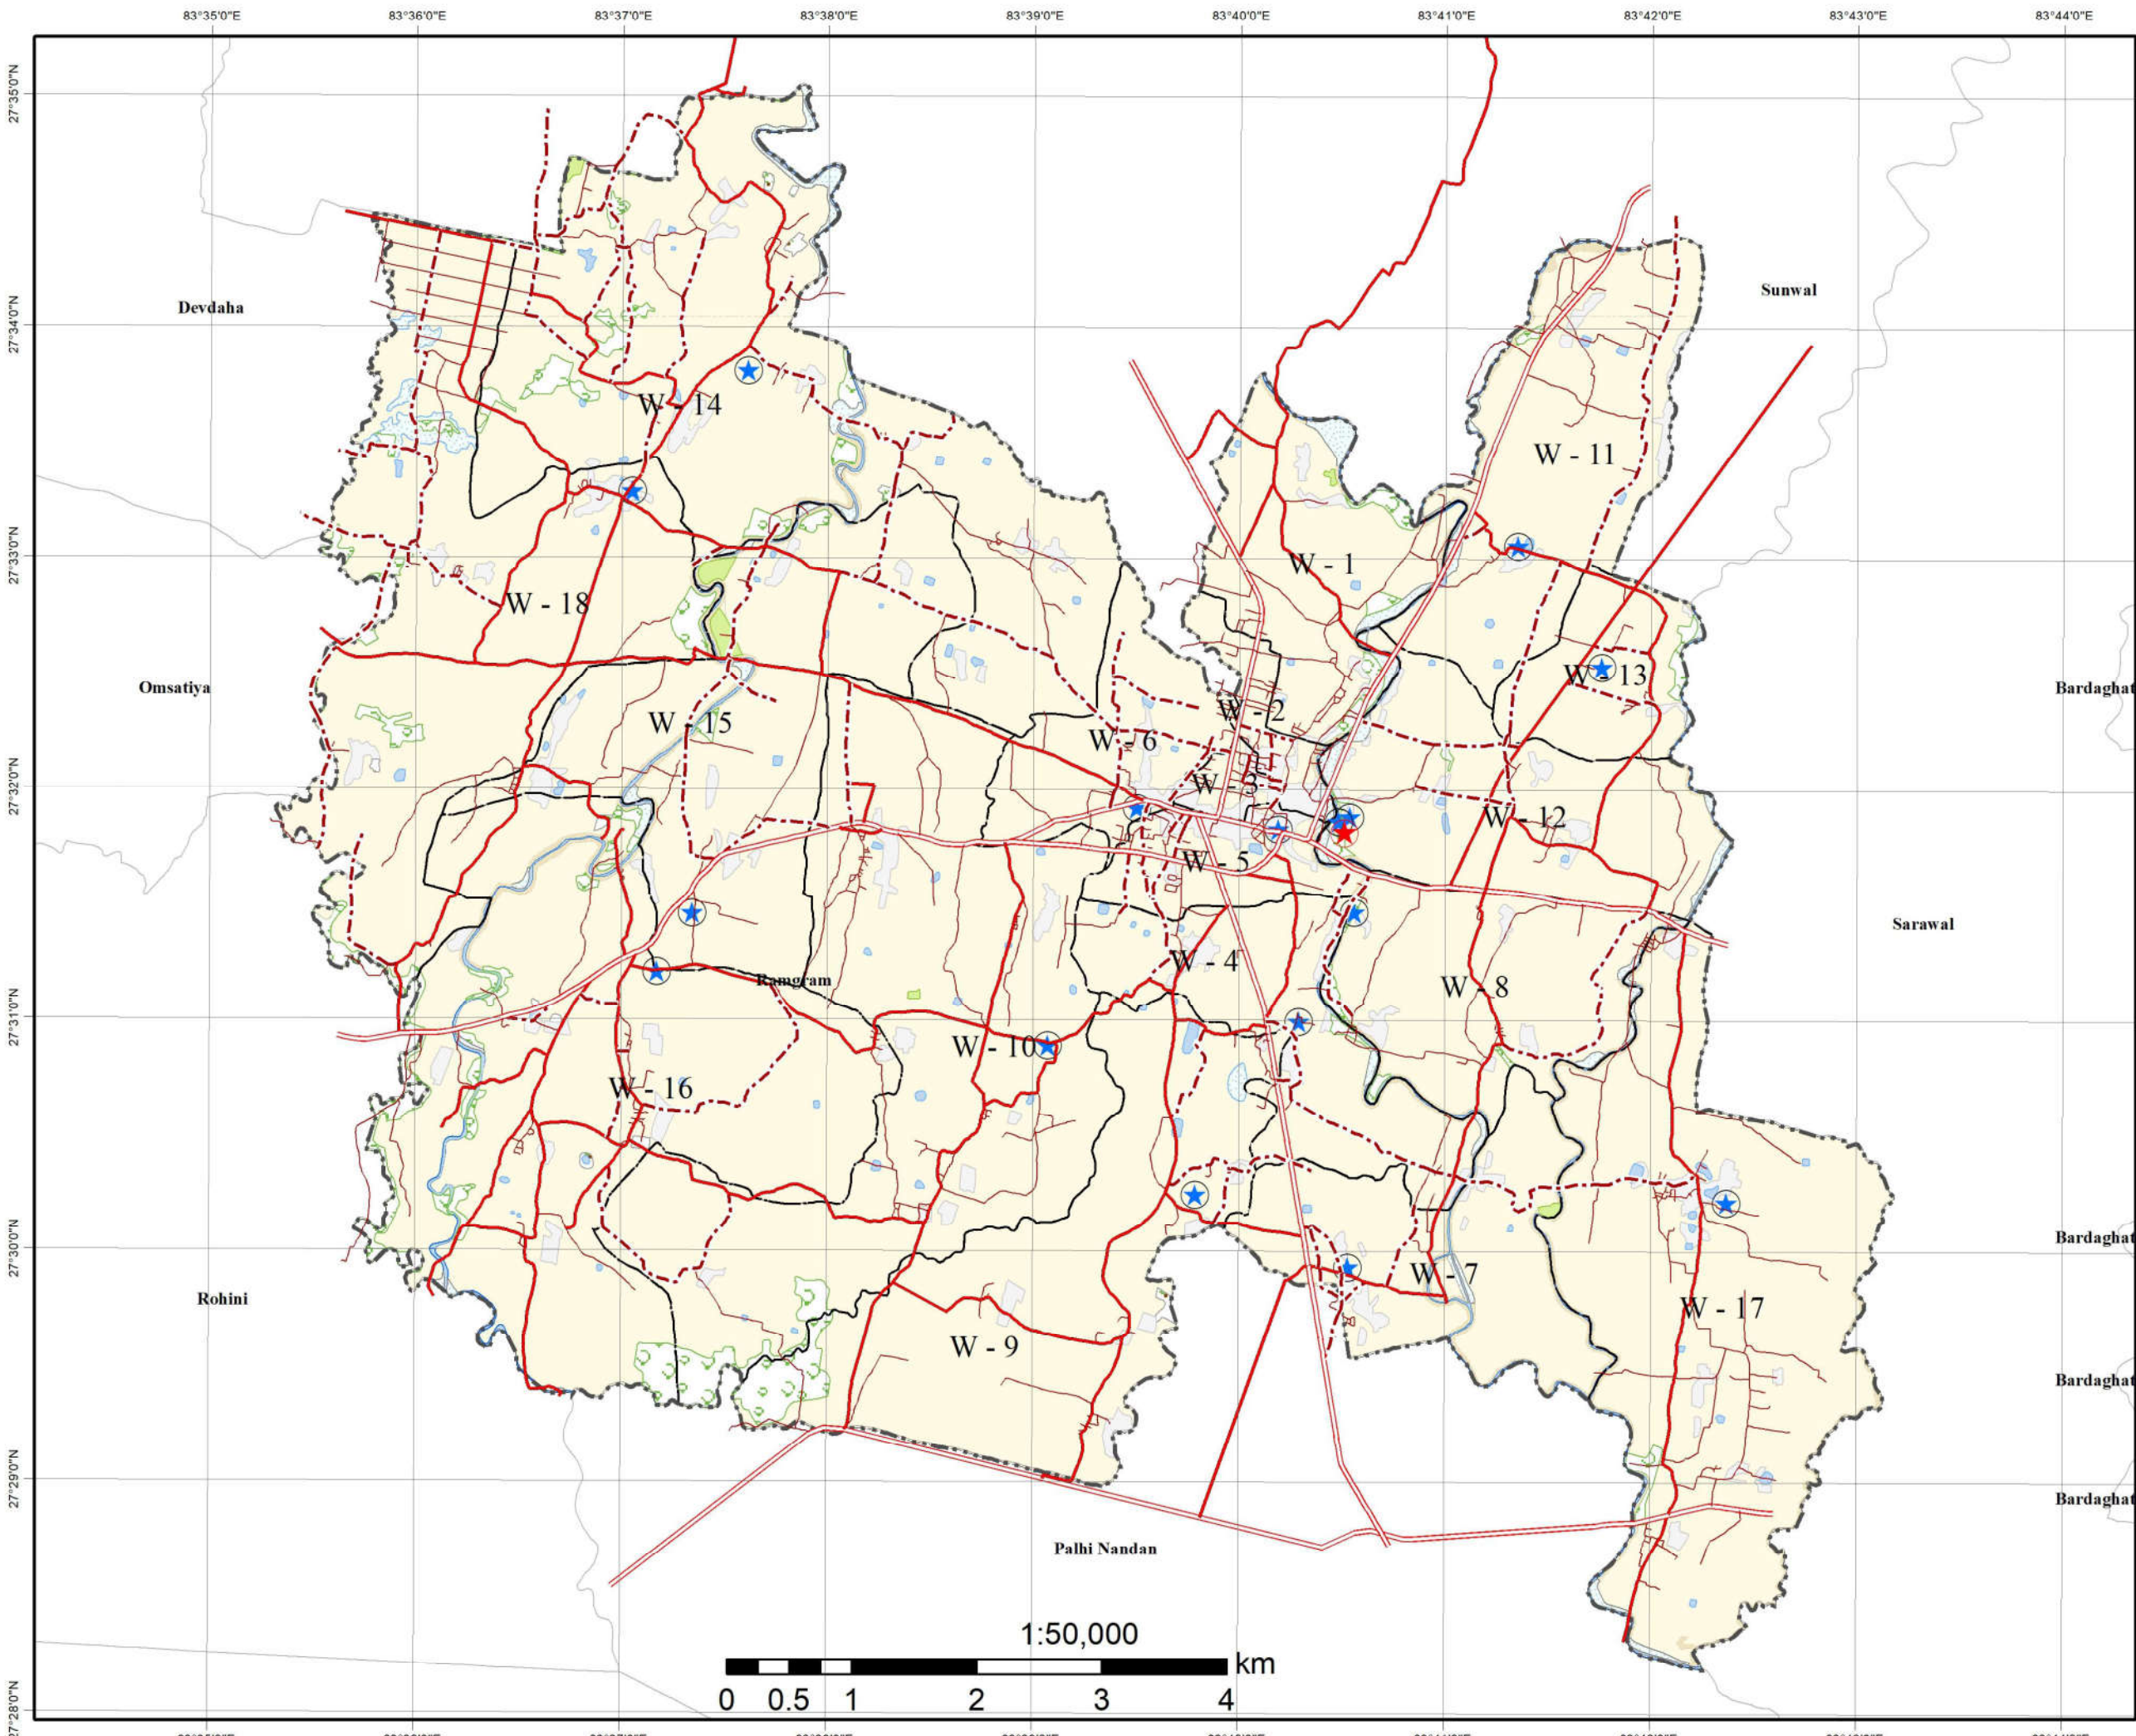 83°35'0"E 83°36'0"E 83°37'0"E 83°38'0"E 83°39'0"E 83°40'0"E 83°41'0"E 83°42'0"E 83°43'0"E 83°44'0"E
27°35'0"N
Sunwal
Devdaha
27°34'0"N
W - 14
W - 11
27°33'0"N
W - 1
W - 18
W - 13
Omsatiya
Bardaghat
W - 2
W - 15
W - 6
27°32'0"N
W - 3
W - 12
W - 5
Sarawal
W - 4
Ramgram
W - 8
27°31'0"N
W - 10
W - 16
Bardaghat
27°30'0"N
W - 7
Rohini
W - 17
W - 9
Bardaghat
27°29'0"N
Bardaghat
Palhi Nandan
1:50,000
km
0 0.5 1 2 3 4
27°28'0"N